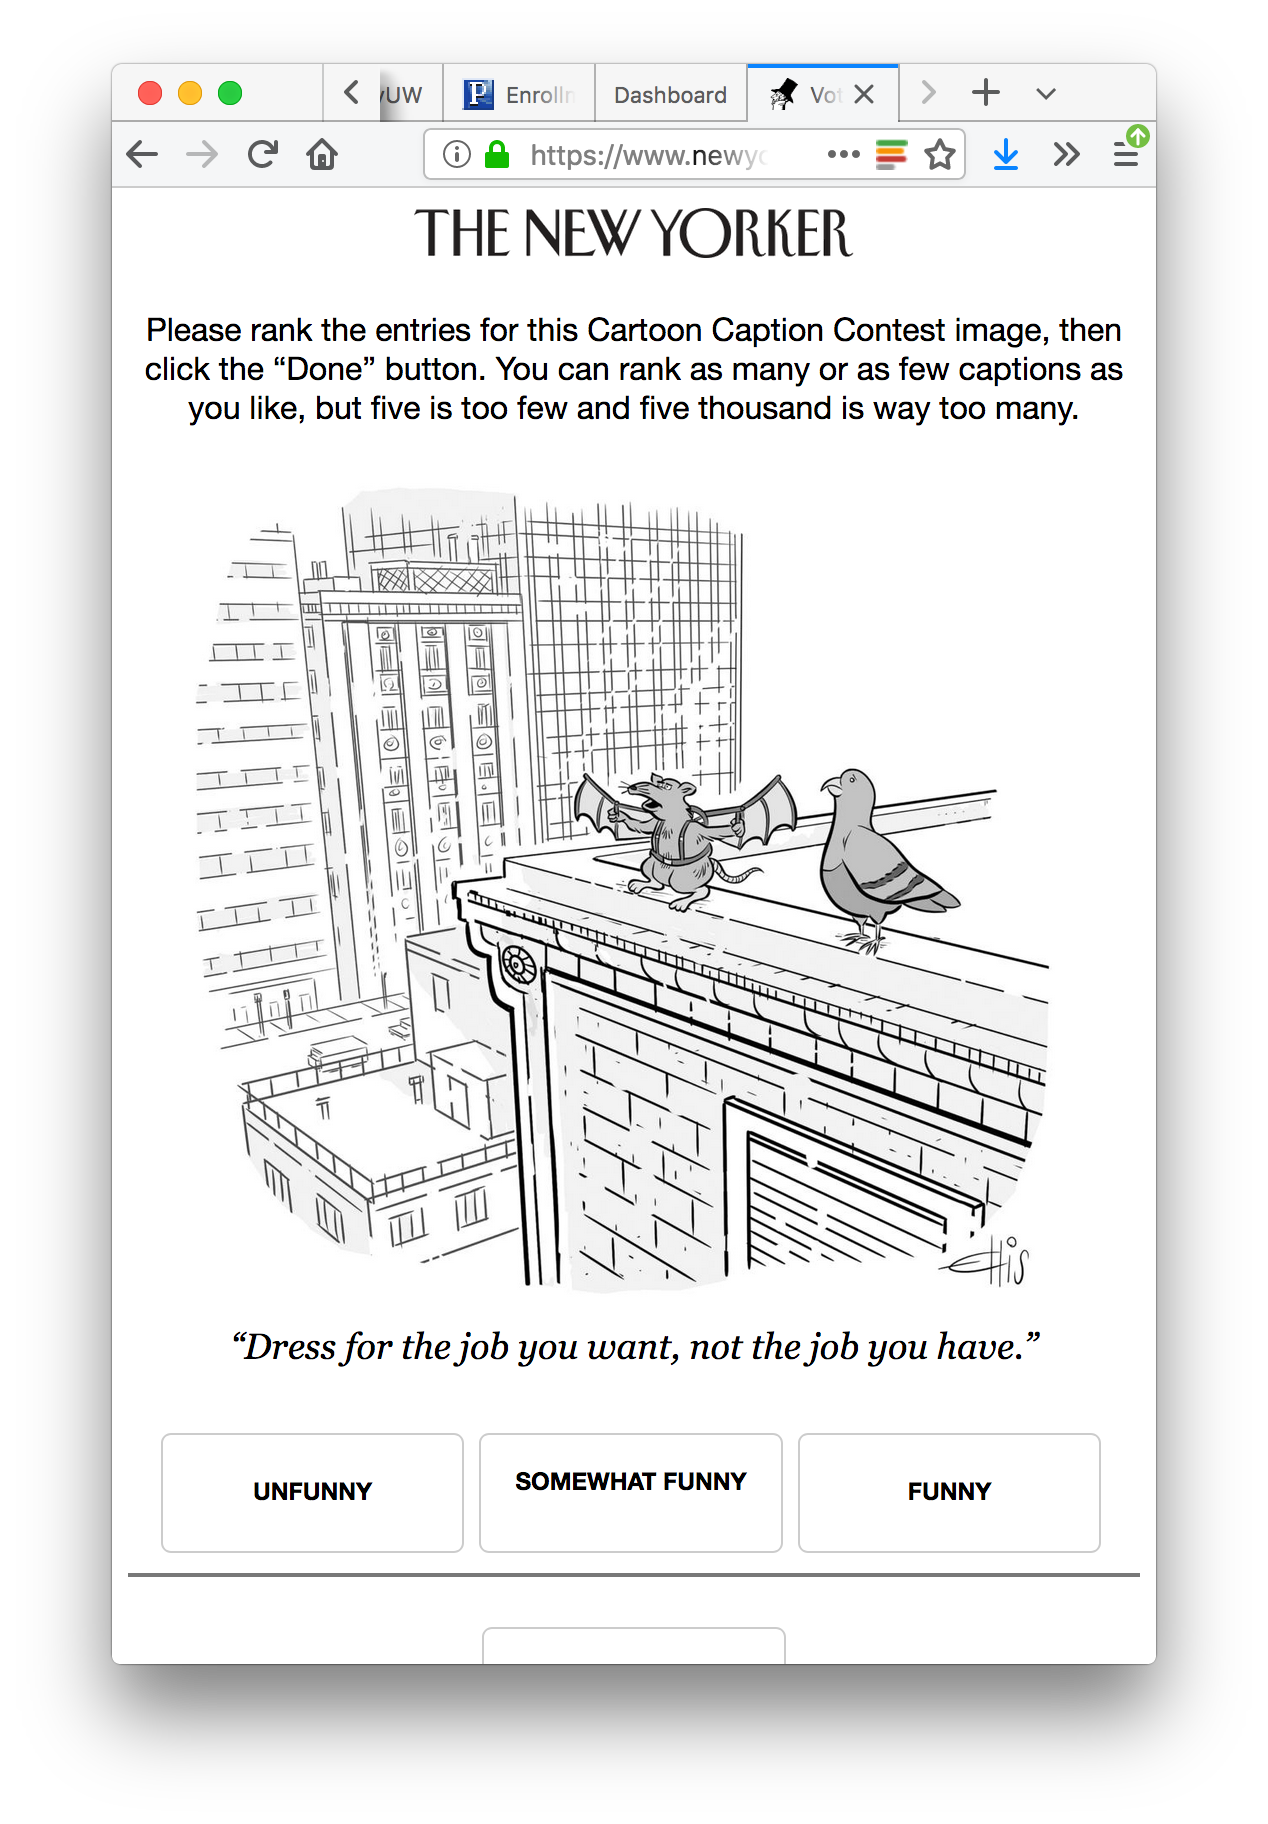 yUW
Enrolln
Dashboard
Vot
https://www.newyo
THE NEW YORKER
Please rank the entries for this Cartoon Caption Contest image, then
click the “Done” button. You can rank as many or as few captions as
you like, but five is too few and five thousand is way too many.
“Dress for the job you want, not the job you have.”
UNFUNNY
SOMEWHAT FUNNY
FUNNY